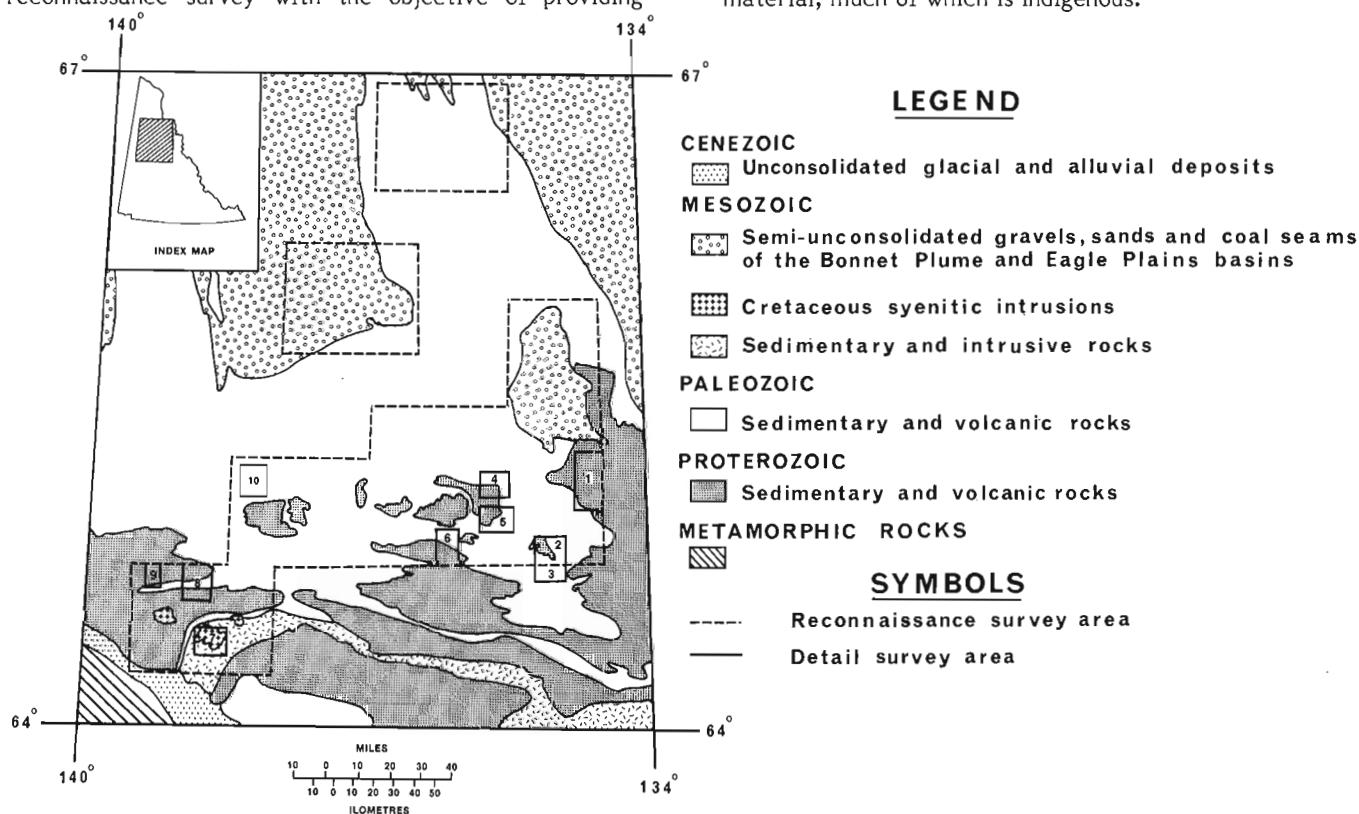 reconnaissance survey with the objective of providing
material, much of which is indigenous.
140°
134°
67°
67°
INDEX MAP
10
4
1
5
6
2
3
9
8
64°
64°
140°
134°
MILES
10 0 10 20 30 40
10 0 10 20 30 40 50
ILOMETRES
LEGEND
CENEZOIC
Unconsolidated glacial and alluvial deposits
MESOZOIC
Semi-unconsolidated gravels, sands and coal seams
of the Bonnet Plume and Eagle Plains basins
Cretaceous syenitic intrusions
Sedimentary and intrusive rocks
PALEOZOIC
Sedimentary and volcanic rocks
PROTEROZOIC
Sedimentary and volcanic rocks
METAMORPHIC ROCKS
SYMBOLS
Reconnaissance survey area
Detail survey area